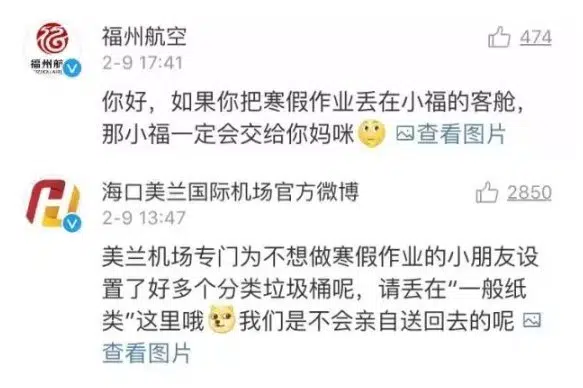 福州航空
474
2-9 17:41
你好，如果你把寒假作业丢在小福的客舱，
那小福一定会交给你妈咪 查看图片
福州航
海口美兰国际机场官方微博
2850
2-9 13:47
美兰机场专门为不想做寒假作业的小朋友设
置了好多个分类垃圾桶呢，请丢在“一般纸
类”这里哦 我们是不会亲自送回去的呢
查看图片